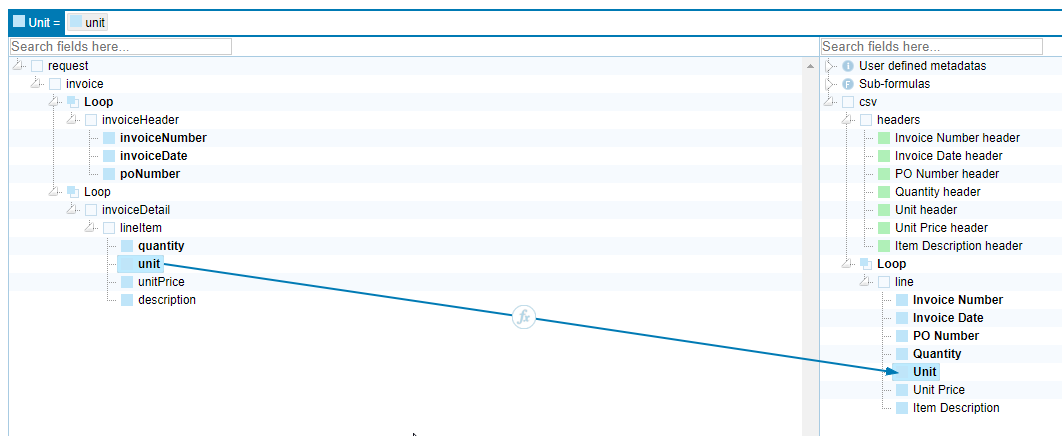 Unit = unit
Search fields here...
request
invoice
Loop
invoiceHeader
invoiceNumber
invoiceDate
poNumber
Loop
invoiceDetail
lineItem
quantity
unit
unitPrice
description
fx
Search fields here...
User defined metadatas
F Sub-formulas
csv
headers
Invoice Number header
Invoice Date header
PO Number header
Quantity header
Unit header
Unit Price header
Item Description header
Loop
line
Invoice Number
Invoice Date
PO Number
Quantity
Unit
Unit Price
Item Description